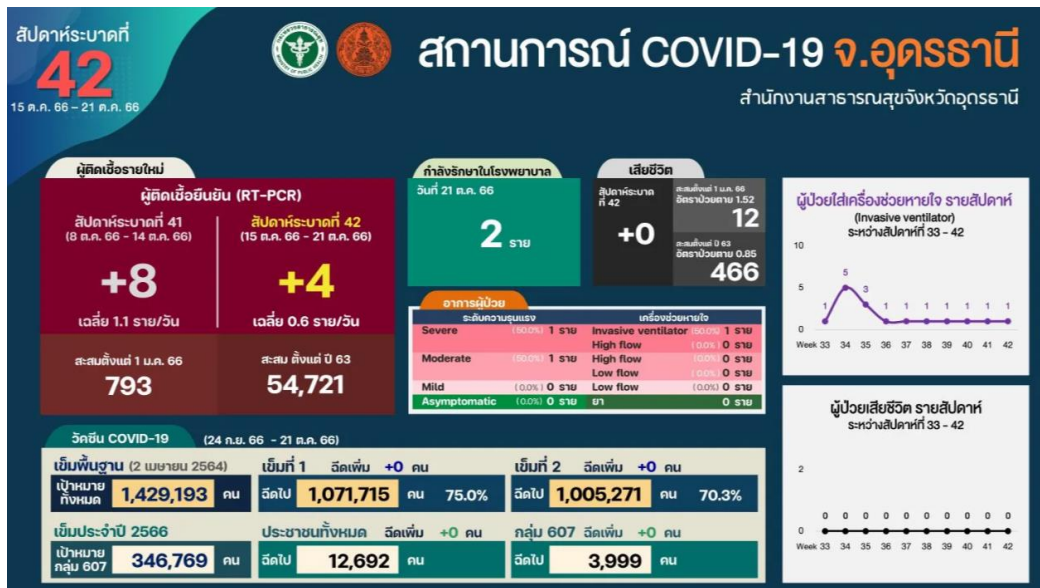 สัปดาห์ระบาดที่
42
15 ต.ค. 66 - 21 ต.ค. 66
สถานการณ์ COVID-19 จ.อุดรธานี
สำนักงานสาธารณสุขจังหวัดอุดรธานี
ผู้ติดเชื้อรายใหม่
ผู้ติดเชื้อยืนยัน (RT-PCR)
สัปดาห์ระบาดที่ 41
(8 ต.ค. 66 - 14 ต.ค. 66)
+8
เฉลี่ย 1.1 ราย/วัน
สัปดาห์ระบาดที่ 42
(15 ต.ค. 66 - 21 ต.ค. 66)
+4
เฉลี่ย 0.6 ราย/วัน
สะสมตั้งแต่ 1 ม.ค. 66
793
สะสม ตั้งแต่ ปี 63
54,721
กำลังรักษาในโรงพยาบาล
วันที่ 21 ต.ค. 66
2 ราย
เสียชีวิต
สัปดาห์ระบาด
ที่ 42
+0
สะสมตั้งแต่ 1 ม.ค. 66
อัตราป่วยตาย 1.52
12
สะสมตั้งแต่ ปี 63
อัตราป่วยตาย 0.85
466
อาการผู้ป่วย
ระดับความรุนแรง เครื่องช่วยหายใจ
Severe (50.0%) 1 ราย Invasive ventilator (50.0%) 1 ราย
High flow (0.0%) 0 ราย
Moderate (50.0%) 1 ราย High flow (0.0%) 0 ราย
Low flow (0.0%) 0 ราย
Mild (0.0%) 0 ราย Low flow (0.0%) 0 ราย
Asymptomatic (0.0%) 0 ราย ยา 0 ราย
ผู้ป่วยใส่เครื่องช่วยหายใจ รายสัปดาห์
(Invasive ventilator)
ระหว่างสัปดาห์ที่ 33 - 42
10
5
0
1 5 3 1 1 1 1 1 1 1
Week 33 34 35 36 37 38 39 40 41 42
ผู้ป่วยเสียชีวิต รายสัปดาห์
ระหว่างสัปดาห์ที่ 33 - 42
2
0
0 0 0 0 0 0 0 0 0 0
Week 33 34 35 36 37 38 39 40 41 42
วัคซีน COVID-19 (24 ก.ย. 66 - 21 ต.ค. 66)
เข็มพื้นฐาน (2 เมษายน 2564) เข็มที่ 1 ฉีดเพิ่ม +0 คน เข็มที่ 2 ฉีดเพิ่ม +0 คน
เป้าหมาย
ทั้งหมด 1,429,193 คน ฉีดไป 1,071,715 คน 75.0% ฉีดไป 1,005,271 คน 70.3%
เข็มประจำปี 2566 ประชาชนทั้งหมด ฉีดเพิ่ม +0 คน กลุ่ม 607 ฉีดเพิ่ม +0 คน
เป้าหมาย
กลุ่ม 607 346,769 คน ฉีดไป 12,692 คน ฉีดไป 3,999 คน